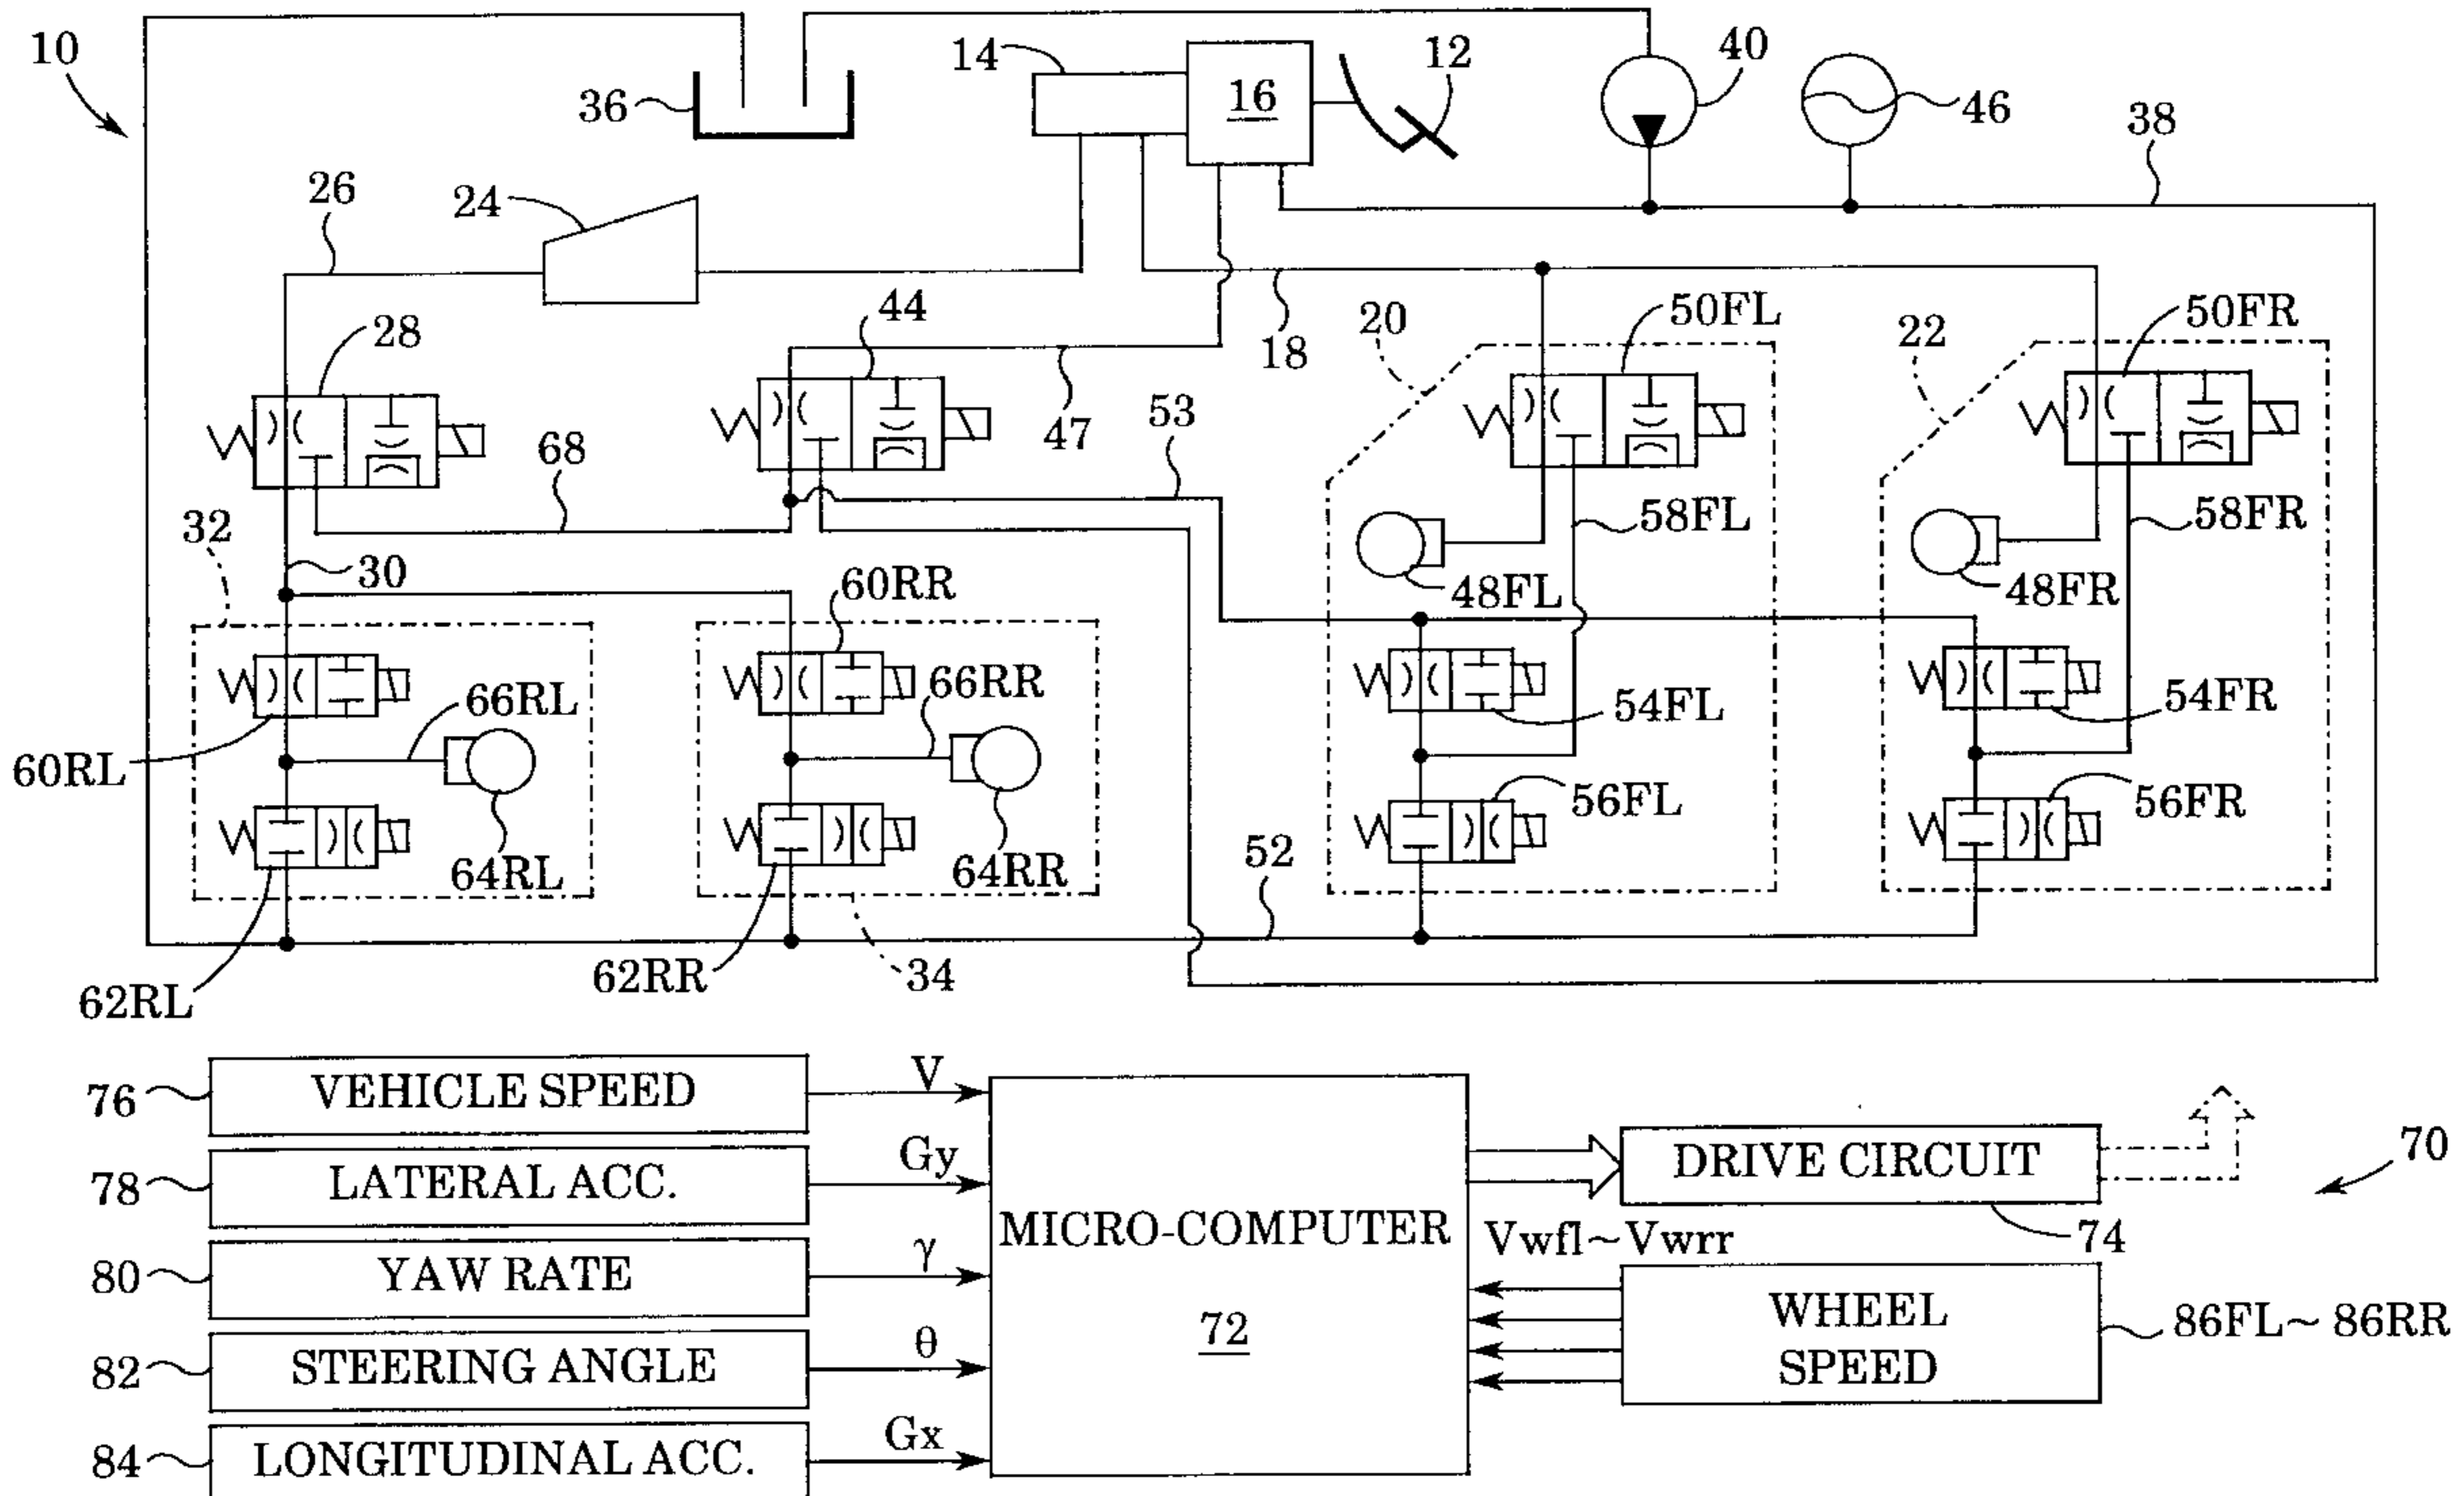 10
14
16
12
40
46
38
36
26
24
28
44
47
18
20
50FL
22
50FR
53
68
32
30
58FL
58FR
48FL
48FR
60RR
66RL
66RR
54FL
54FR
60RL
56FL
56FR
64RL
64RR
52
62RL
62RR
34
76
VEHICLE SPEED
V
78
LATERAL ACC.
Gy
80
YAW RATE
γ
82
STEERING ANGLE
θ
84
LONGITUDINAL ACC.
Gx
MICRO-COMPUTER
72
DRIVE CIRCUIT
74
70
Vwfl~Vwrr
WHEEL
SPEED
86FL~ 86RR